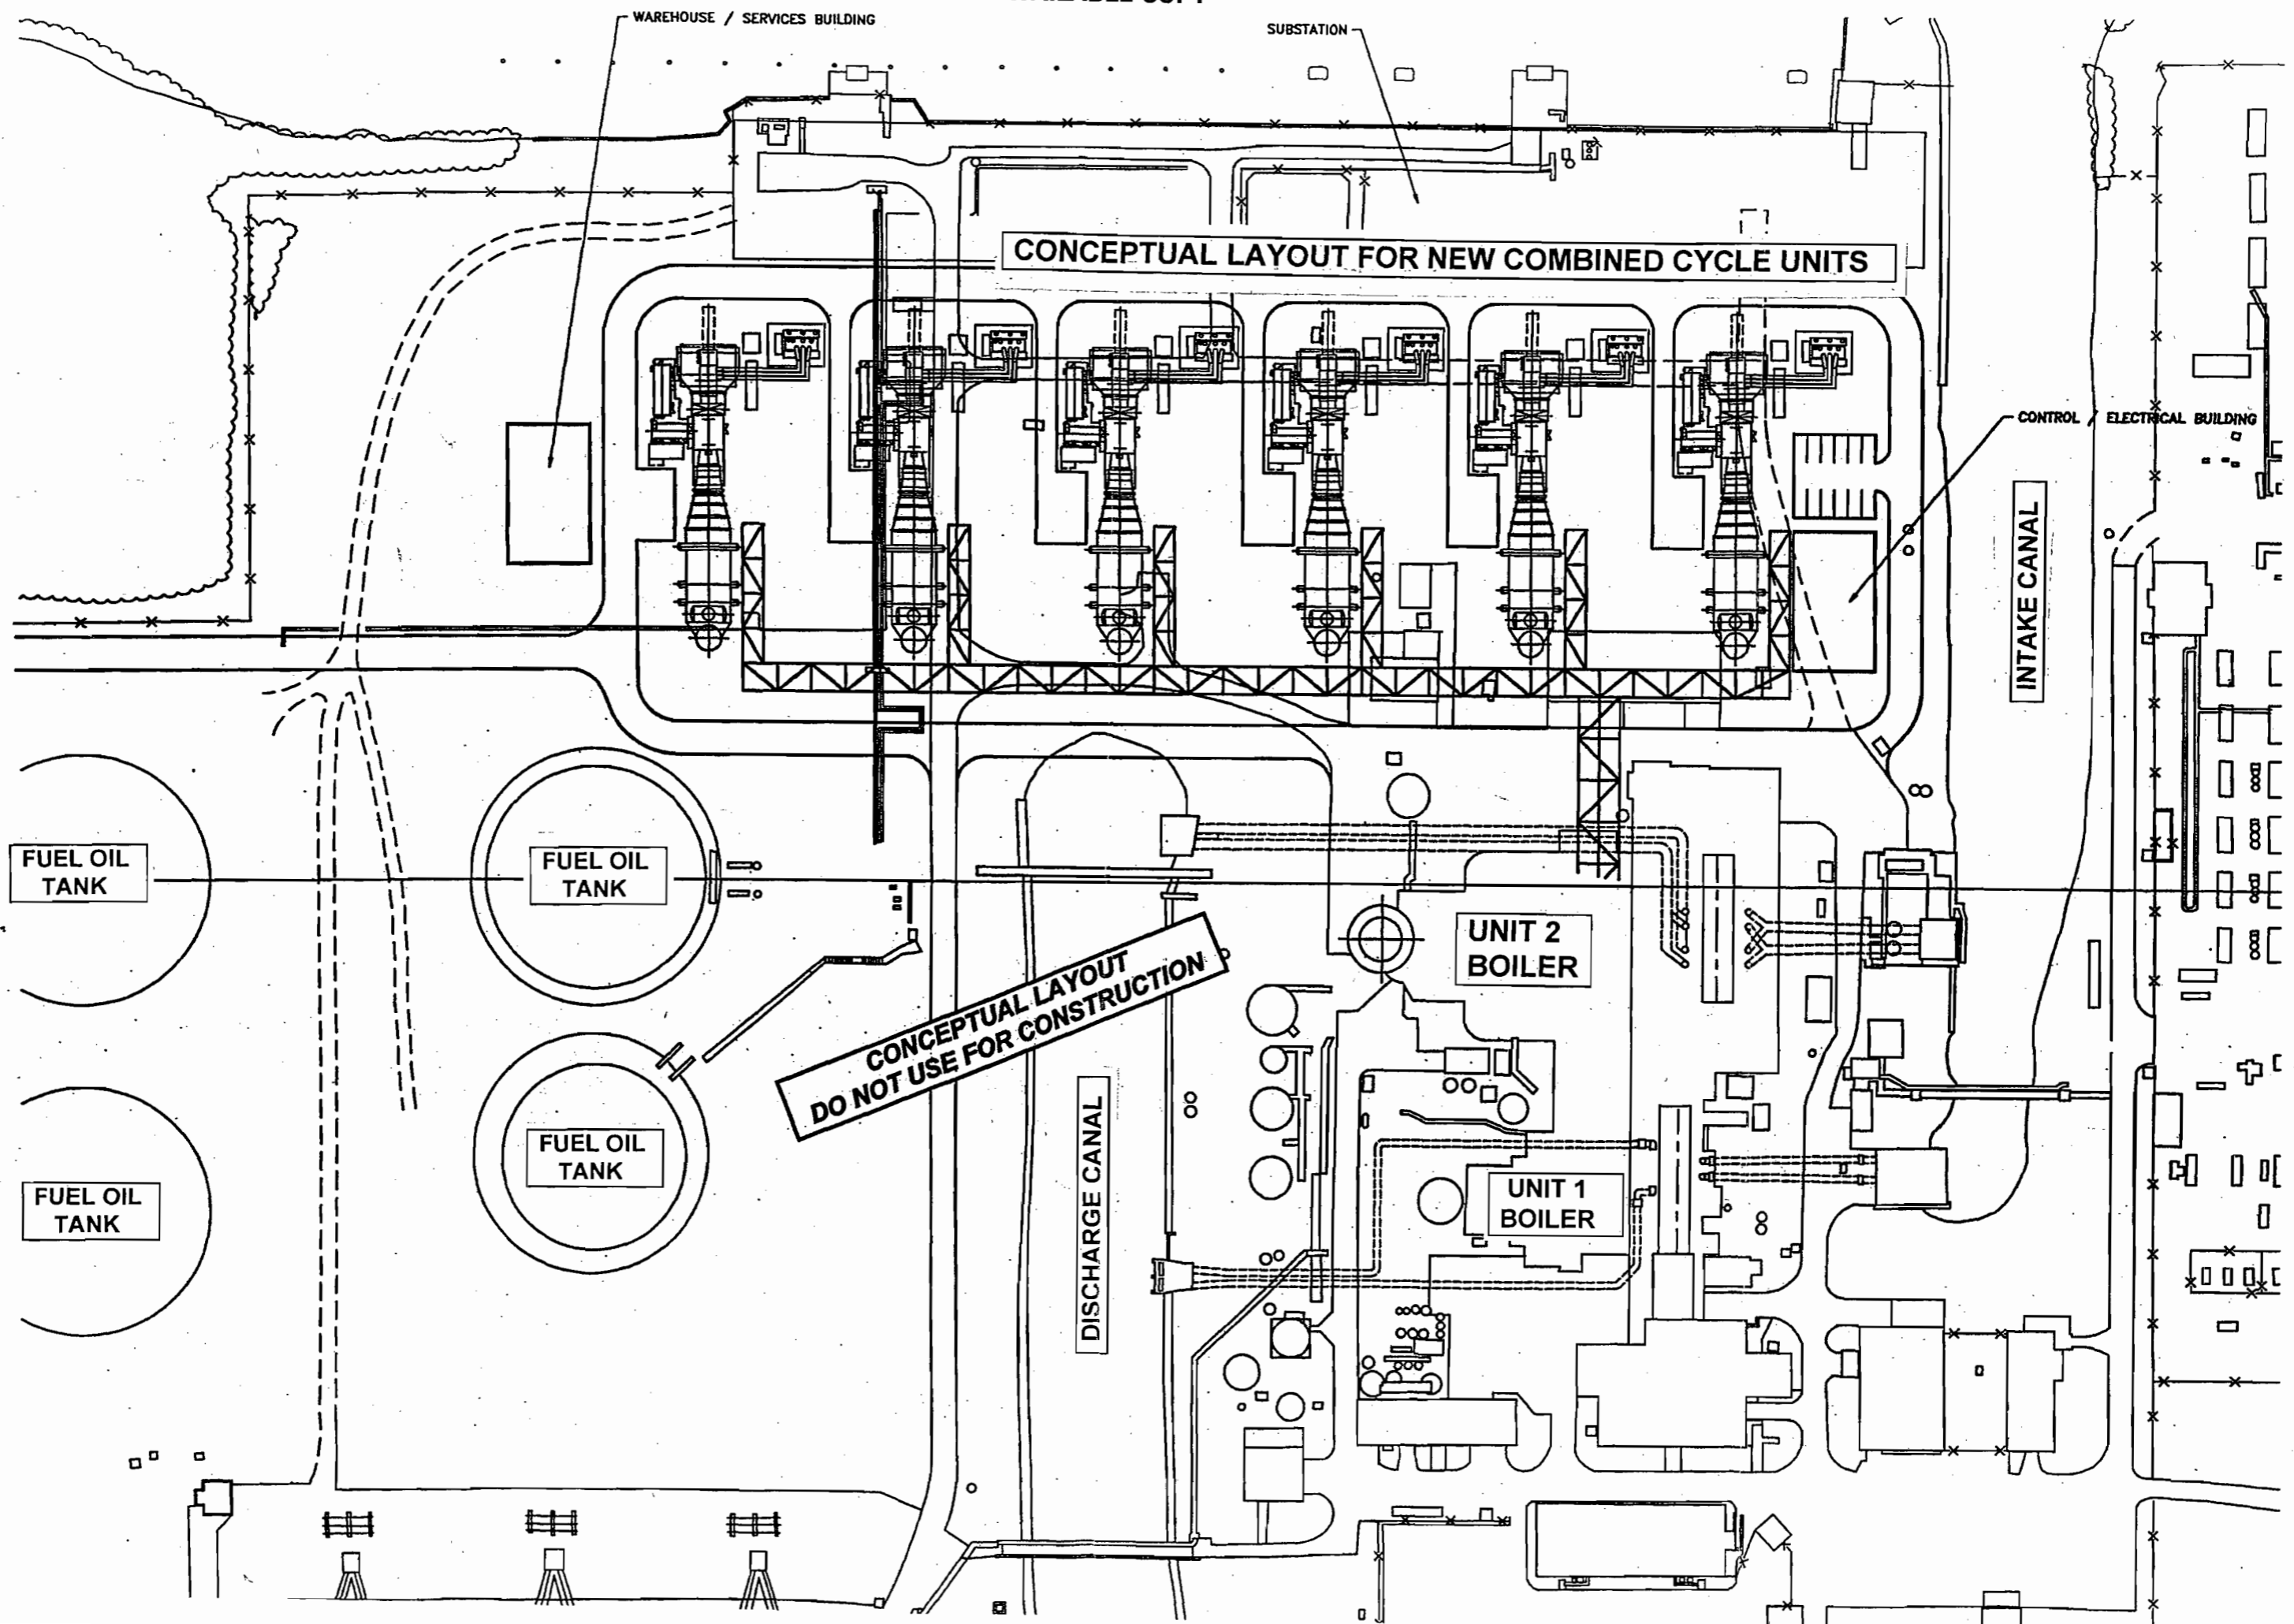 WAREHOUSE / SERVICES BUILDING
SUBSTATION
CONCEPTUAL LAYOUT FOR NEW COMBINED CYCLE UNITS
CONTROL / ELECTRICAL BUILDING
INTAKE CANAL
FUEL OIL
TANK
FUEL OIL
TANK
UNIT 2
BOILER
CONCEPTUAL LAYOUT
DO NOT USE FOR CONSTRUCTION
DISCHARGE CANAL
FUEL OIL
TANK
FUEL OIL
TANK
UNIT 1
BOILER